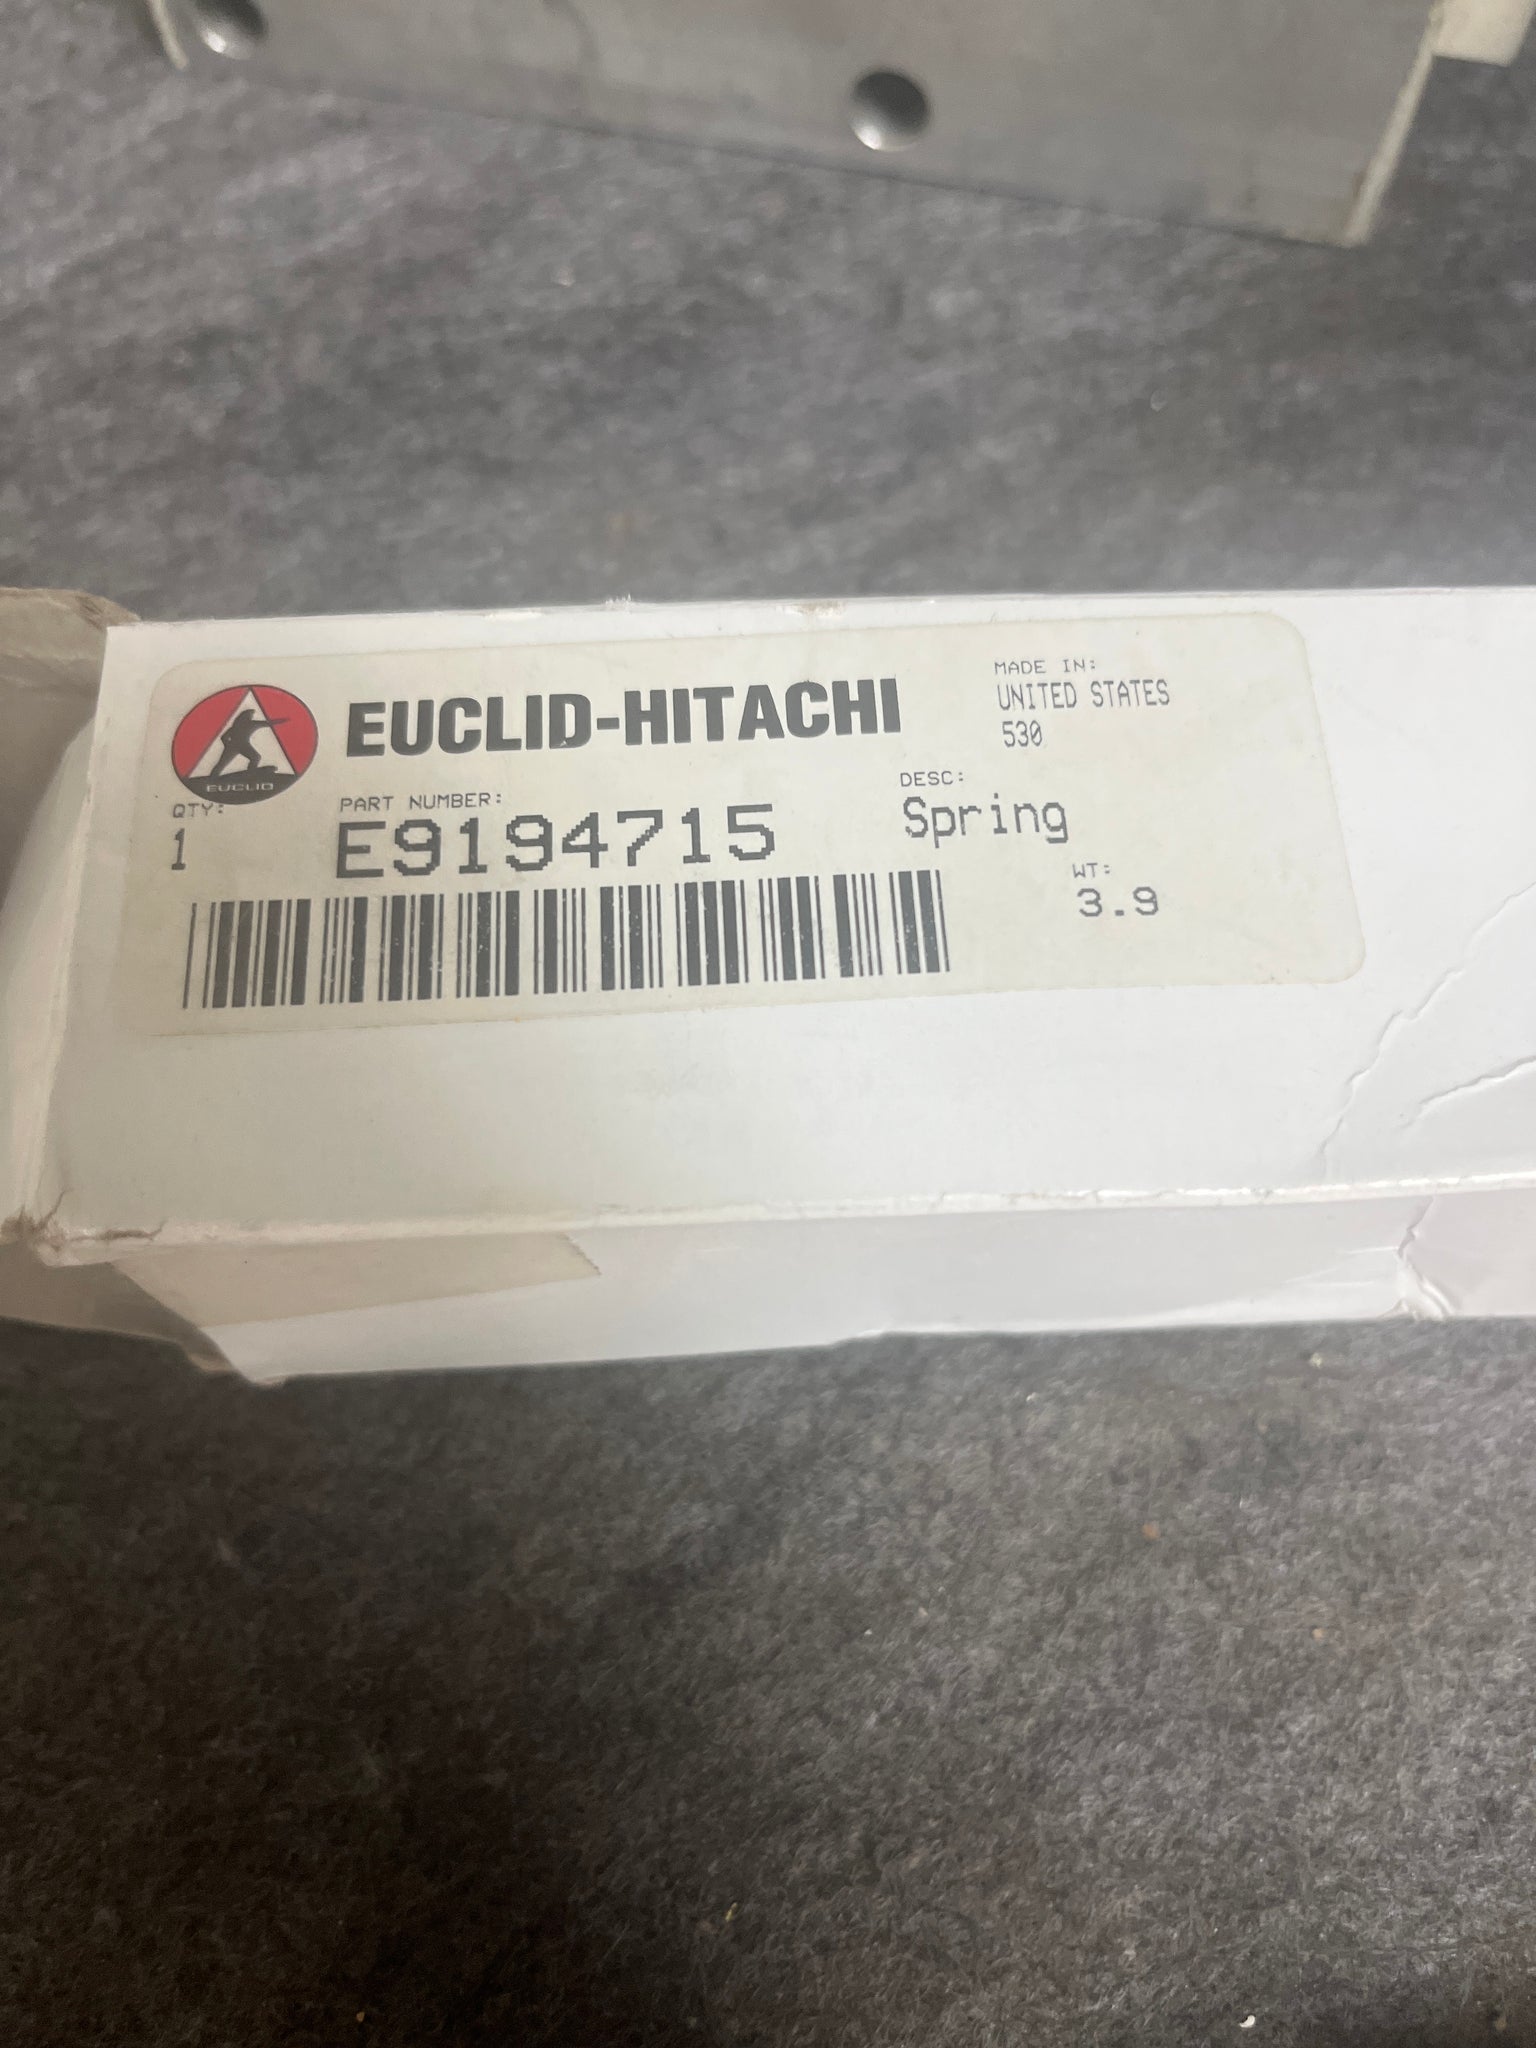 EUCLID
EUCLID-HITACHI
MADE IN:
UNITED STATES
530
QTY:
1
PART NUMBER:
E9194715
DESC:
Spring
WT:
3.9